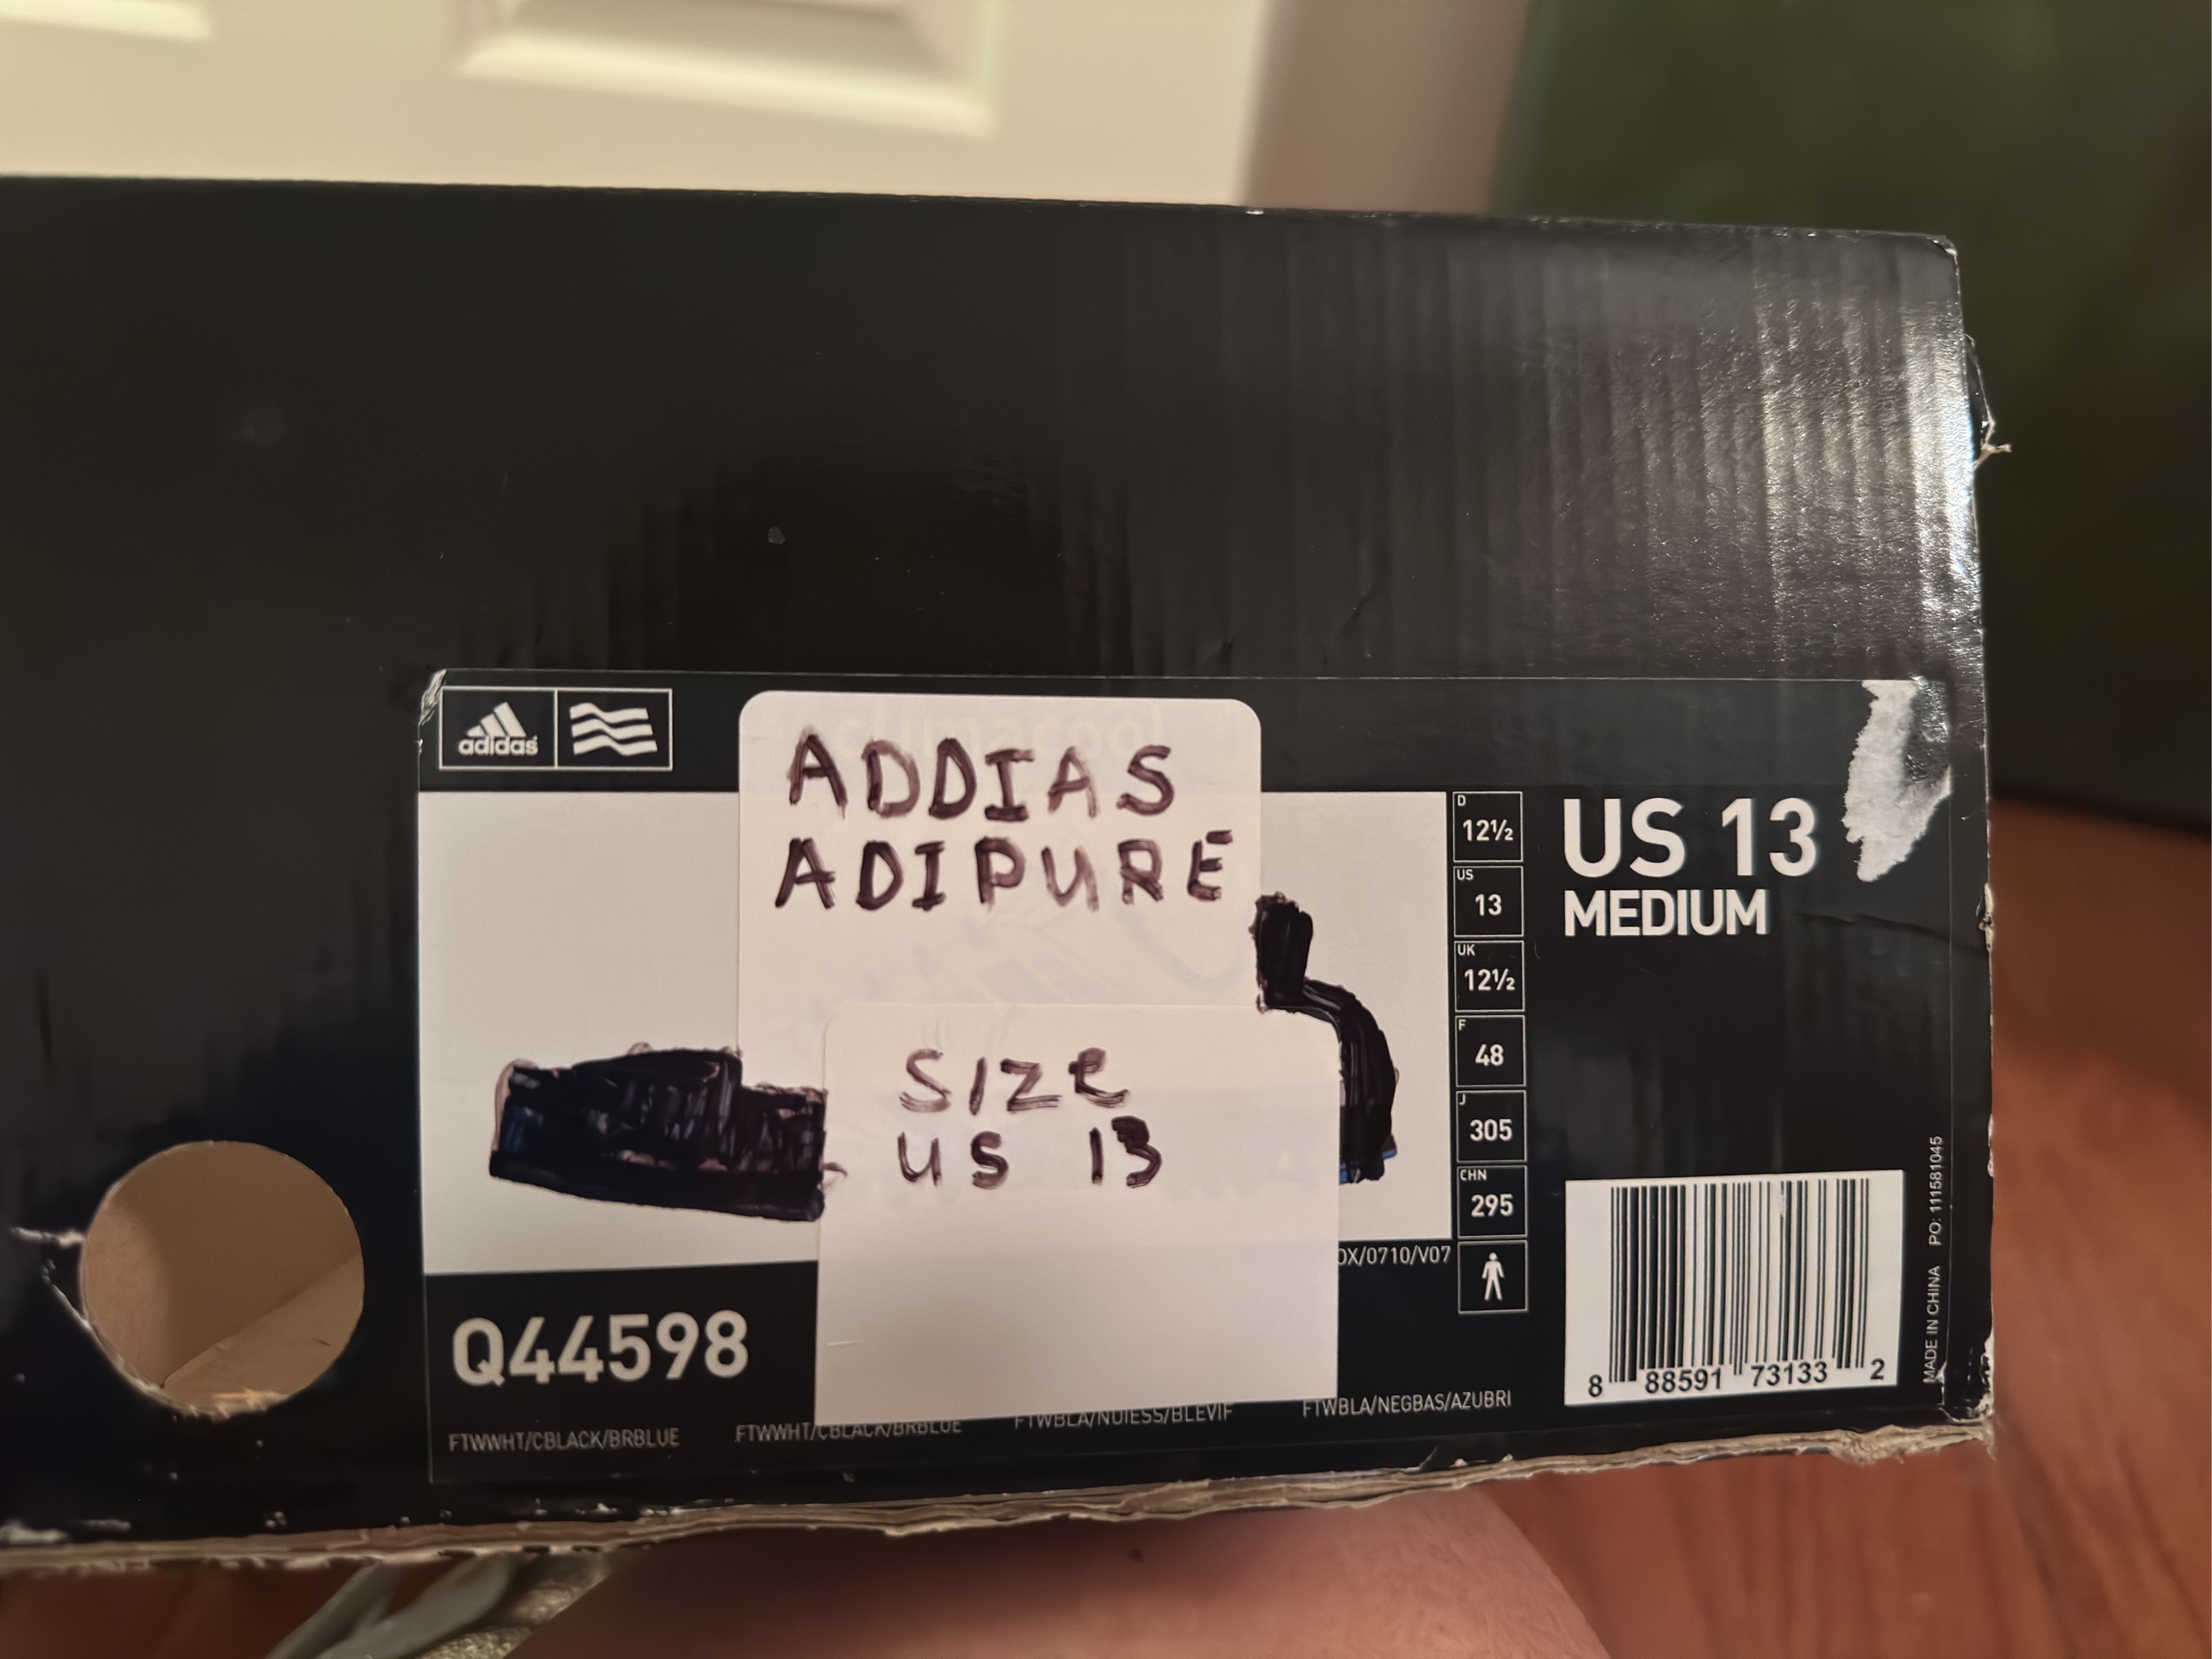 adidas
climacool
ADDIAS
ADIPURE
SIZe
US 13
D
12½
US
13
UK
12½
F
48
J
305
CHN
295
US 13
MEDIUM
OX/0710/V07
Q44598
FTWWHT/CBLACK/BRBLUE
FTWWHT/CBLACK/BRBLUE
FTWBLA/NOIESS/BLEVIF
FTWBLA/NEGBAS/AZUBRI
8 88591 73133 2
MADE IN CHINA PO: 111581045